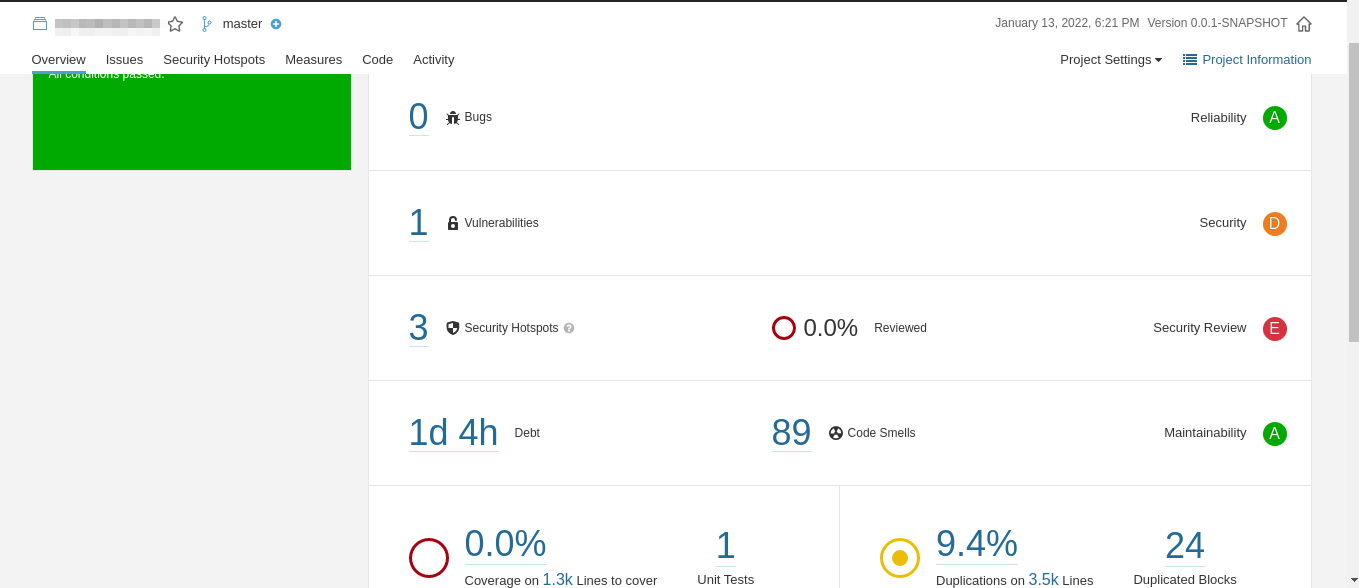 master
January 13, 2022, 6:21 PM Version 0.0.1-SNAPSHOT
Overview Issues Security Hotspots Measures Code Activity
Project Settings Project Information
All conditions passed.
0 Bugs
Reliability A
1 Vulnerabilities
Security D
3 Security Hotspots ?
0.0% Reviewed
Security Review E
1d 4h Debt
89 Code Smells
Maintainability A
0.0%
Coverage on 1.3k Lines to cover
1
Unit Tests
9.4%
Duplications on 3.5k Lines
24
Duplicated Blocks